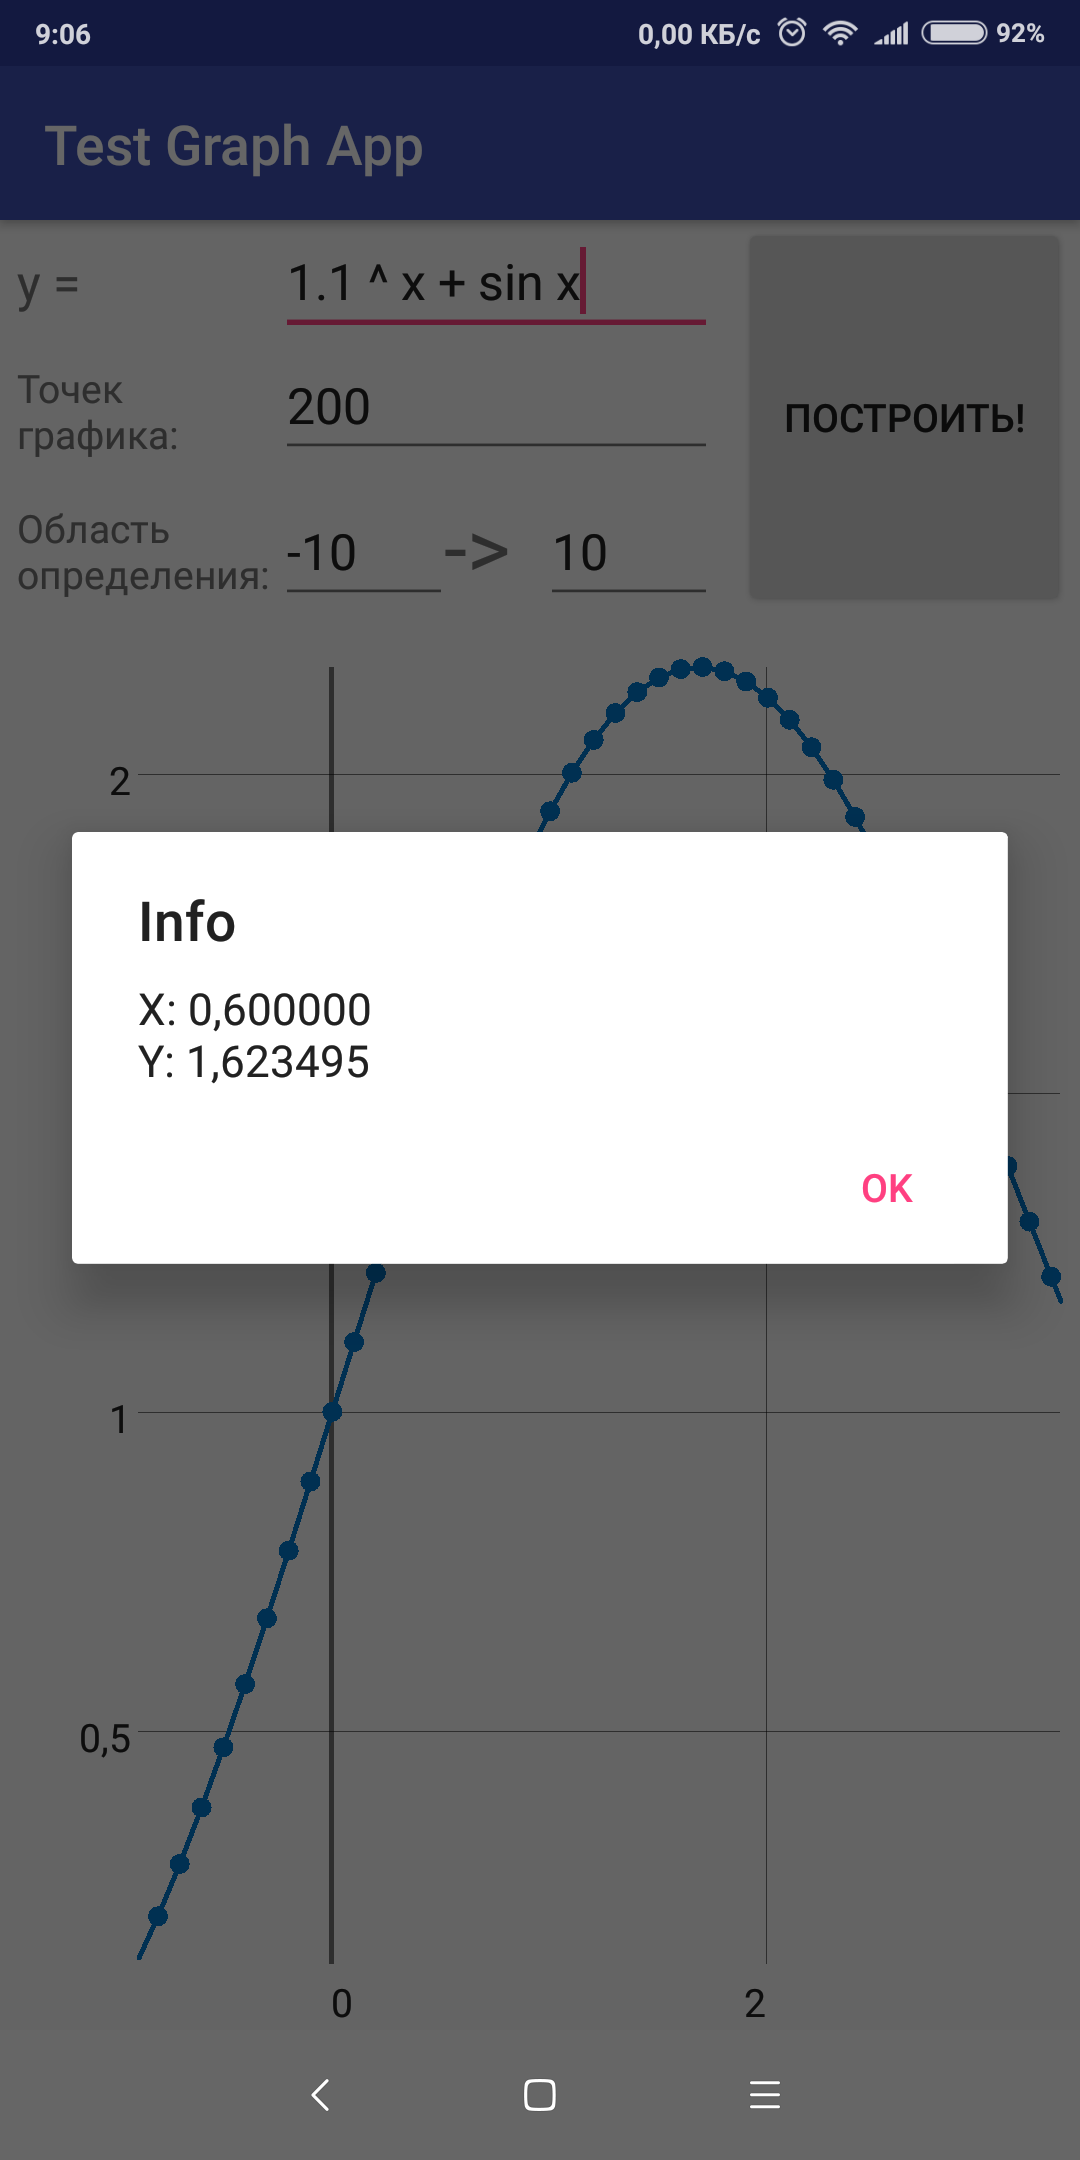 9:06 0,00 КБ/с 92%
Test Graph App
y = 1.1 ^ x + sin x
Точек
графика:
200
ПОСТРОИТЬ!
Область
определения:
-10 -> 10
2
Info
X: 0,600000
Y: 1,623495
OK
1
0,5
0 2